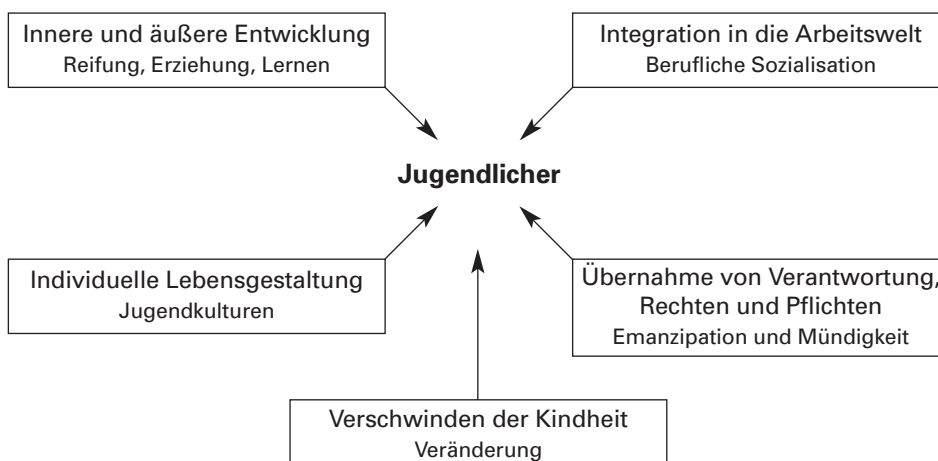 Innere und äußere Entwicklung
Reifung, Erziehung, Lernen
Integration in die Arbeitswelt
Berufliche Sozialisation
Jugendlicher
Individuelle Lebensgestaltung
Jugendkulturen
Übernahme von Verantwortung,
Rechten und Pflichten
Emanzipation und Mündigkeit
Verschwinden der Kindheit
Veränderung